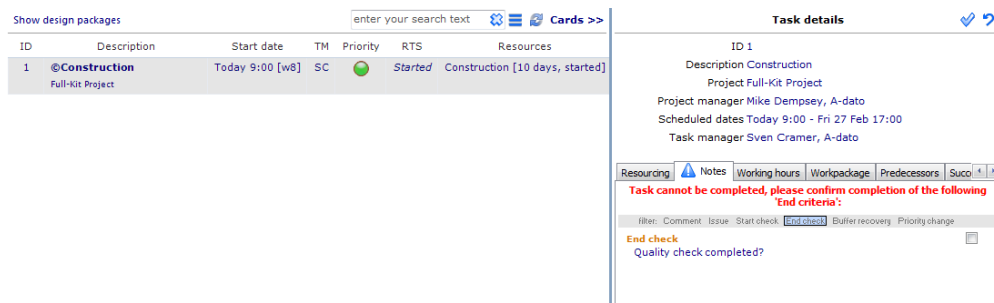 Show design packages
enter your search text
Cards >>
ID Description Start date TM Priority RTS Resources
1 ©Construction Today 9:00 [w8] SC Started Construction [10 days, started]
Full-Kit Project
Task details
ID 1
Description Construction
Project Full-Kit Project
Project manager Mike Dempsey, A-dato
Scheduled dates Today 9:00 - Fri 27 Feb 17:00
Task manager Sven Cramer, A-dato
Resourcing Notes Working hours Workpackage Predecessors Succ
Task cannot be completed, please confirm completion of the following
'End criteria':
filter: Comment Issue Start check End check Buffer recovery Priority change
End check
Quality check completed?